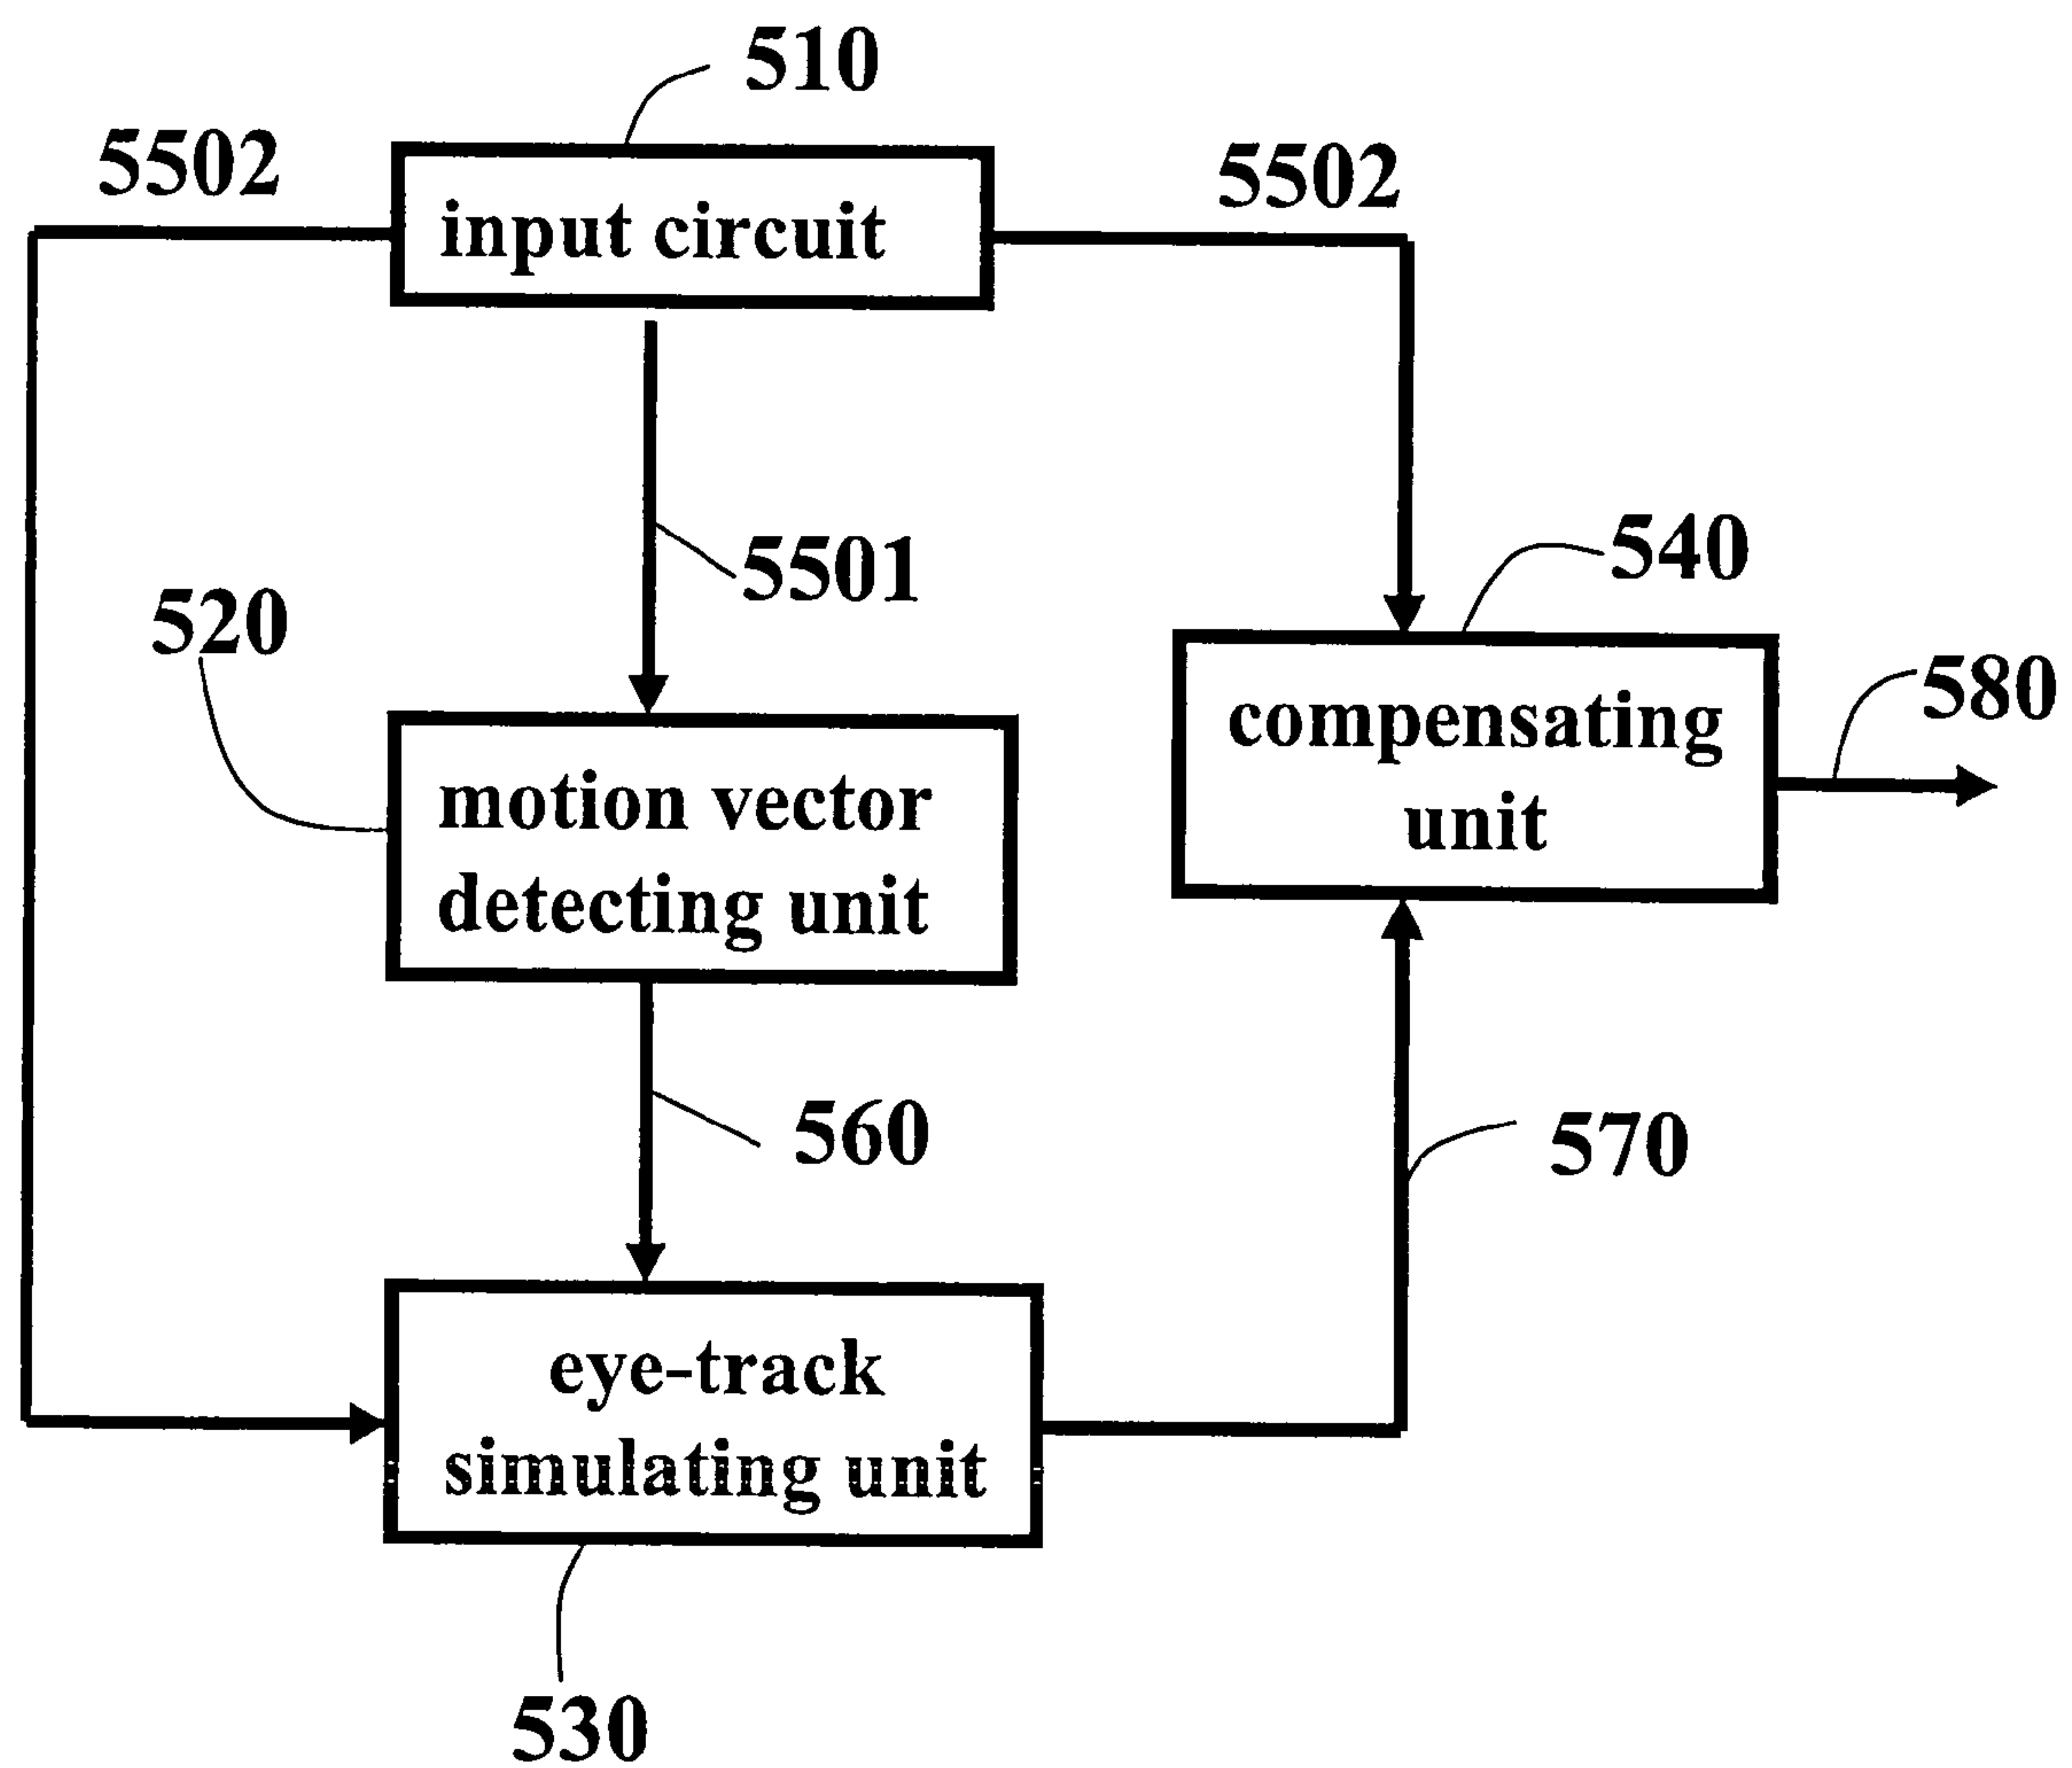 510
5502
5502
input circuit
5501
540
520
580
compensating
unit
motion vector
detecting unit
560
570
eye-track
simulating unit
530